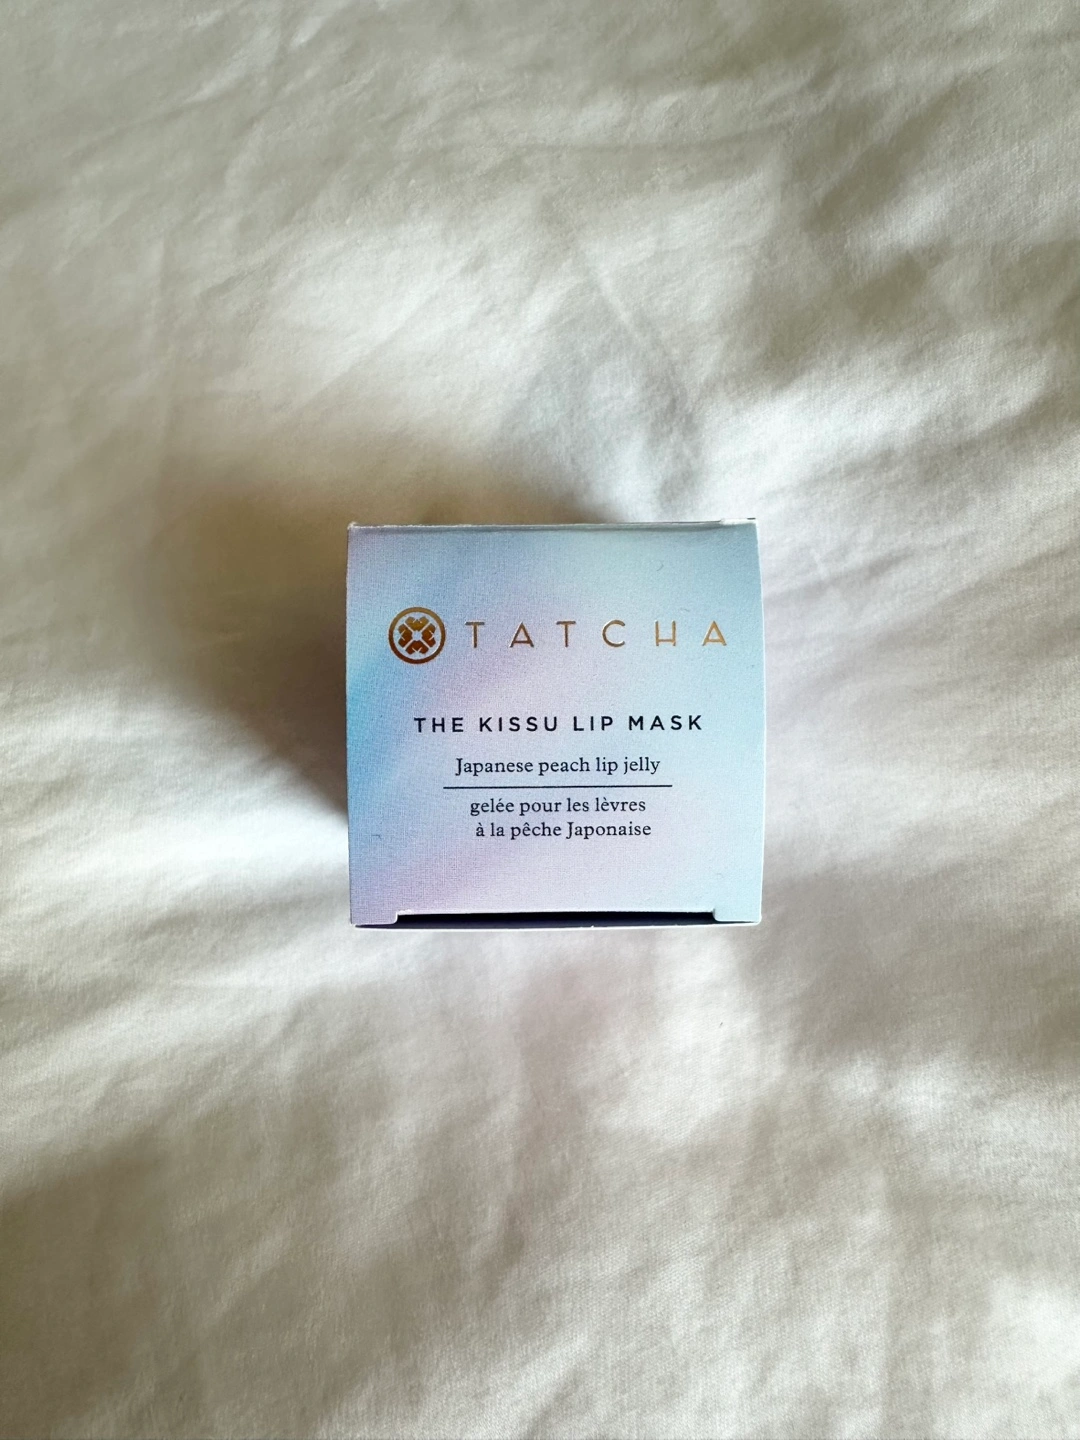 TATCHA
THE KISSU LIP MASK
Japanese peach lip jelly
gelée pour les lèvres
à la pêche Japonaise